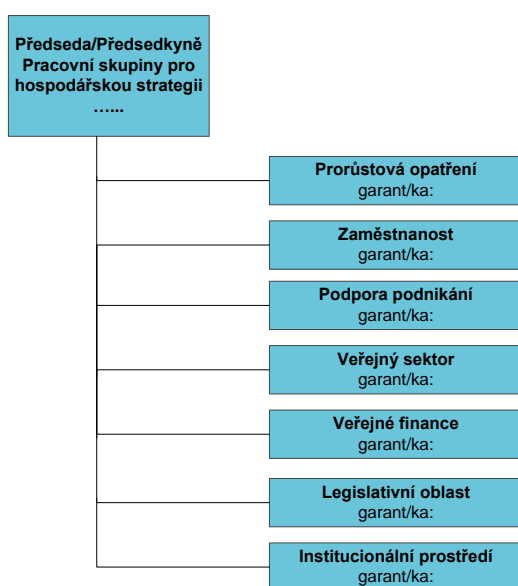 Předseda/Předsedkyně
Pracovní skupiny pro
hospodářskou strategii
…...
Prorůstová opatření
garant/ka:
Zaměstnanost
garant/ka:
Podpora podnikání
garant/ka:
Veřejný sektor
garant/ka:
Veřejné finance
garant/ka:
Legislativní oblast
garant/ka:
Institucionální prostředí
garant/ka: